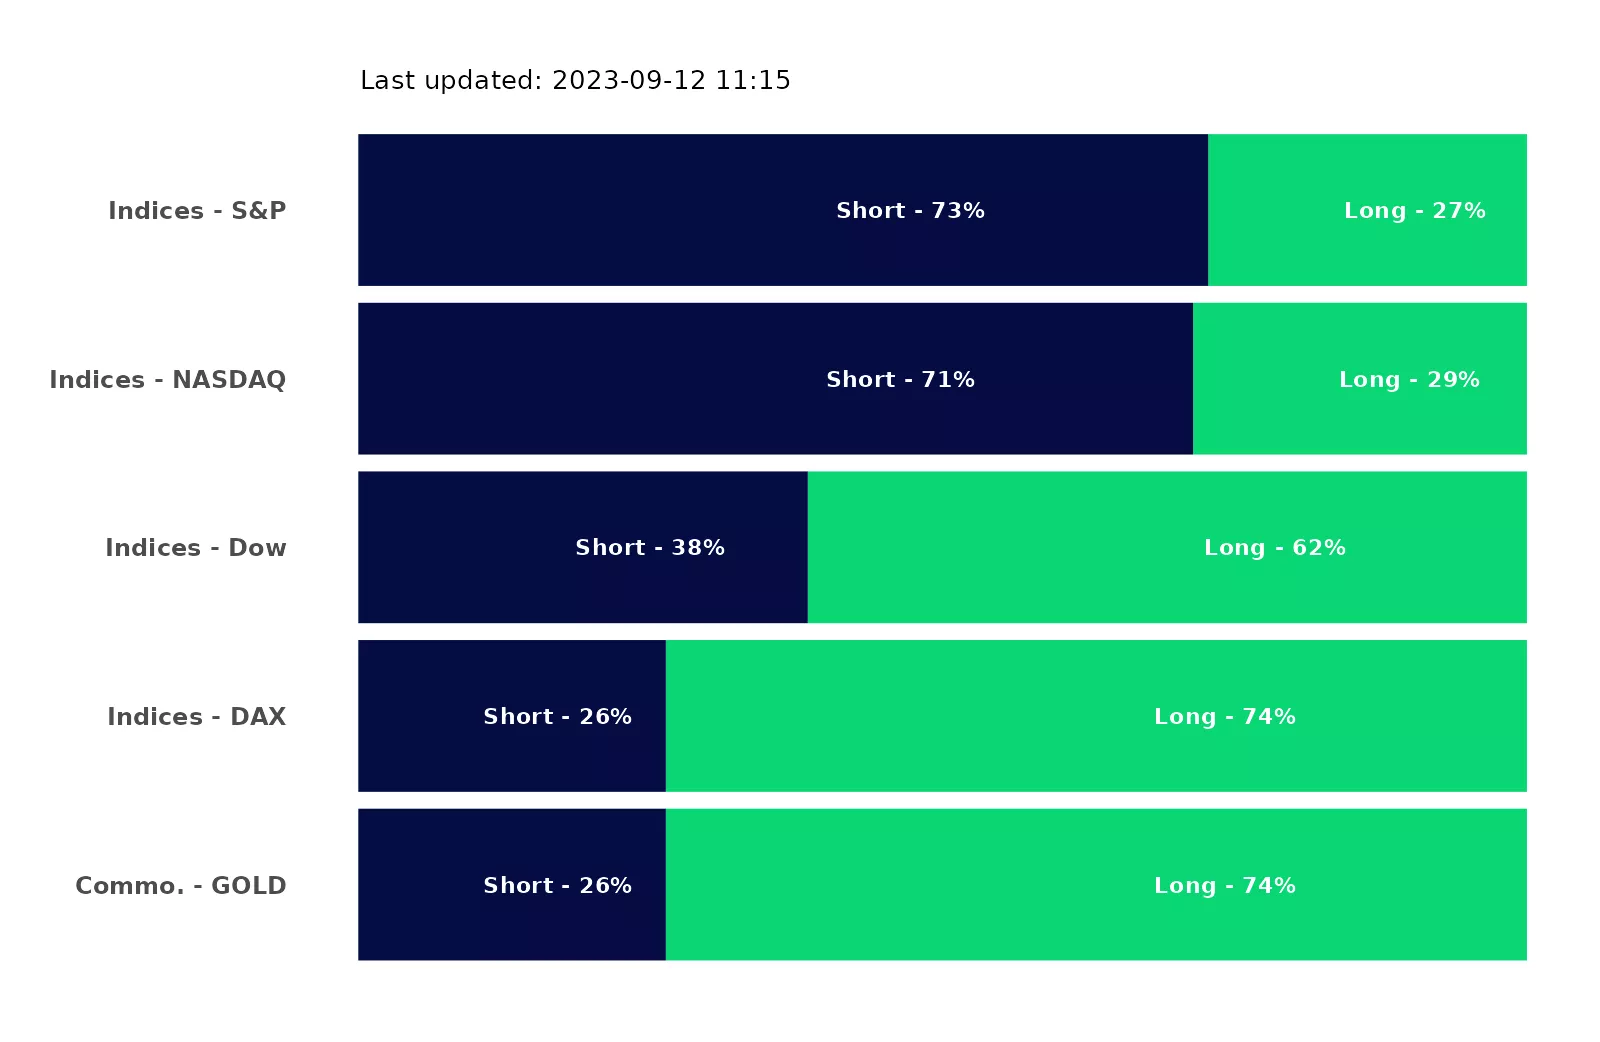 Last updated: 2023-09-12 11:15
Indices - S&P Short - 73% Long - 27%
Indices - NASDAQ Short - 71% Long - 29%
Indices - Dow Short - 38% Long - 62%
Indices - DAX Short - 26% Long - 74%
Commo. - GOLD Short - 26% Long - 74%